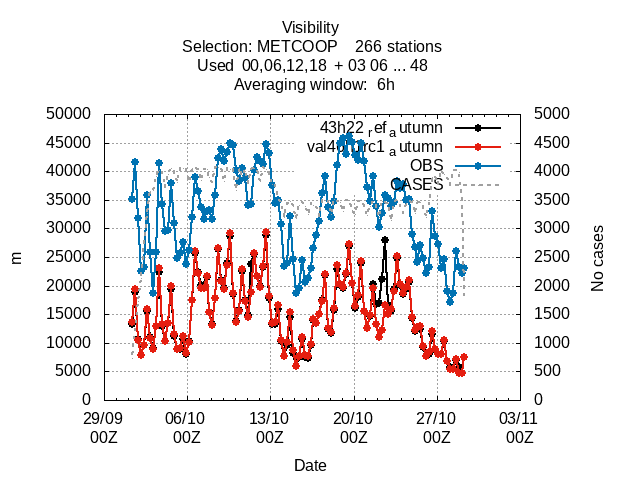 Visibility
Selection: METCOOP 266 stations
Used 00,06,12,18 + 03 06 ... 48
Averaging window: 6h
50000
45000
40000
35000
30000
25000
20000
15000
10000
5000
0
5000
4500
4000
3500
3000
2500
2000
1500
1000
500
0
43h22 ref a utumn
a utumn
OBS
CASES
m
No cases
29/09 06/10 13/10 20/10 27/10 03/11
00Z 00Z 00Z 00Z 00Z 00Z
Date